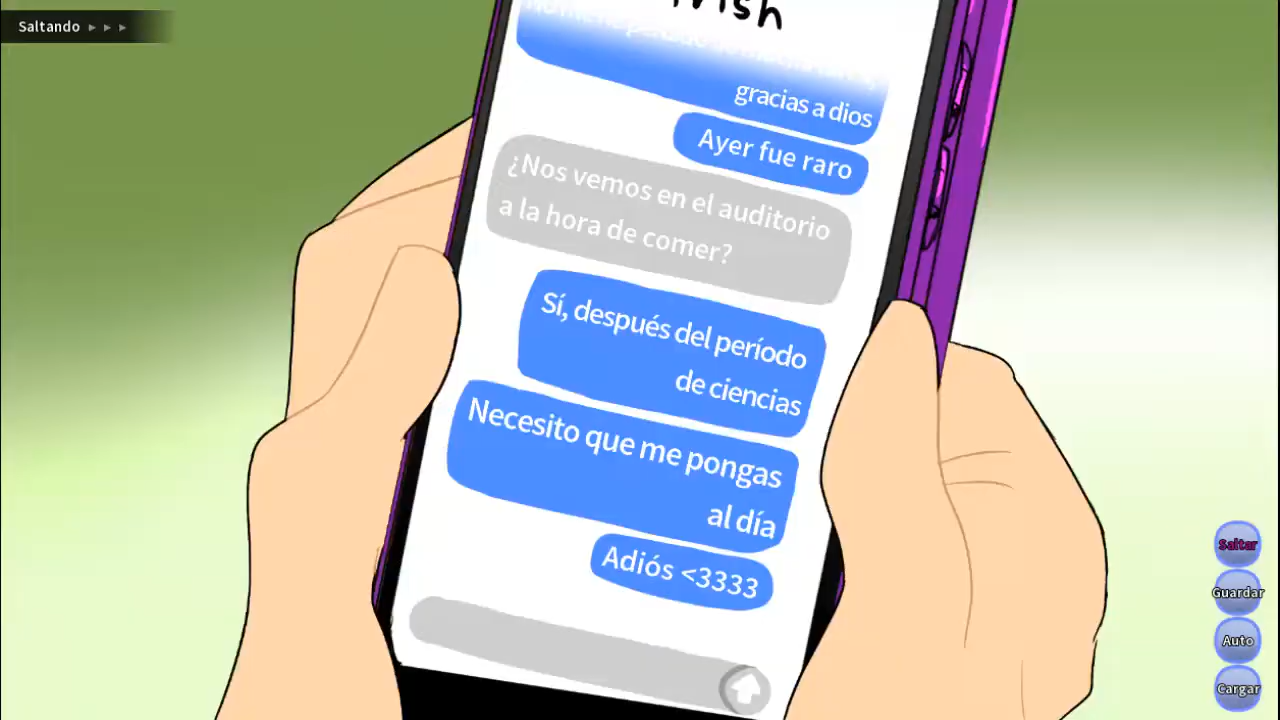 Saltando
gracias a dios
Ayer fue raro
¿Nos vemos en el auditorio
a la hora de comer?
Sí, después del período
de ciencias
Necesito que me pongas
al día
Adiós <3333
Saltar
Guardar
Auto
Cargar